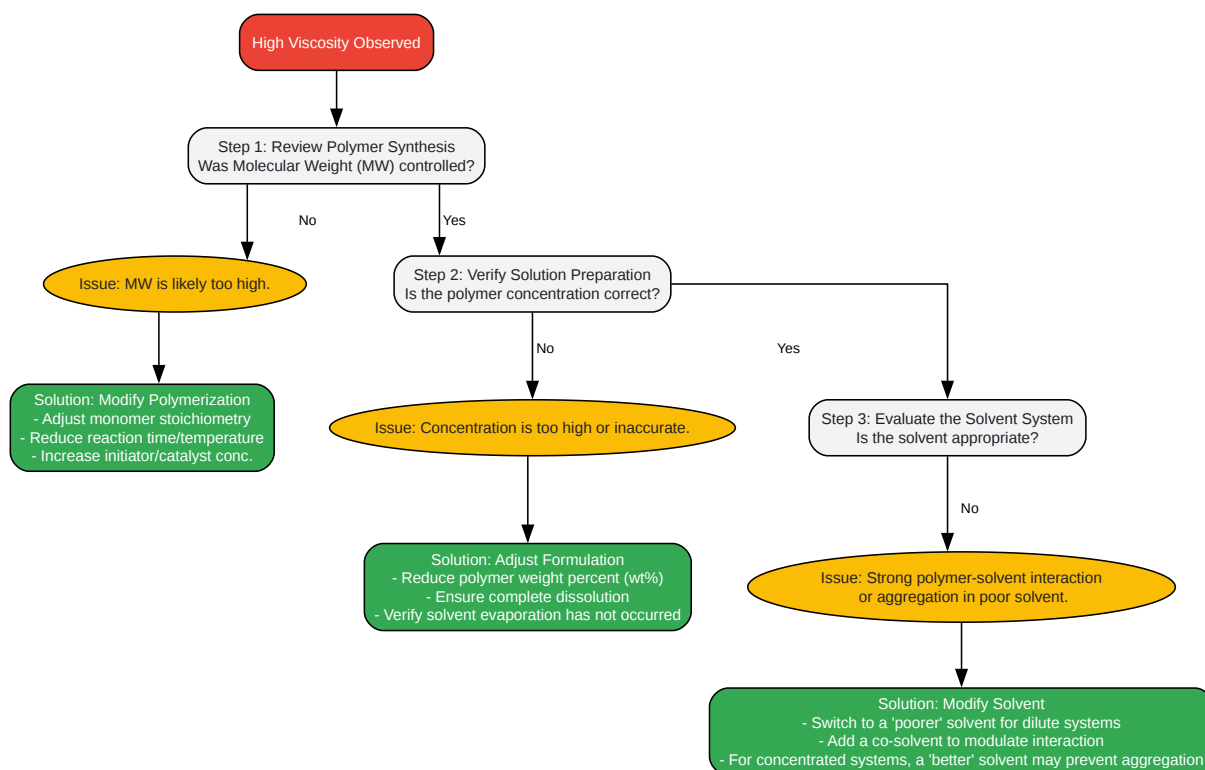 High Viscosity Observed
Step 1: Review Polymer Synthesis
Was Molecular Weight (MW) controlled?
No
Yes
Issue: MW is likely too high.
Step 2: Verify Solution Preparation
Is the polymer concentration correct?
No
Yes
Solution: Modify Polymerization
- Adjust monomer stoichiometry
- Reduce reaction time/temperature
- Increase initiator/catalyst conc.
Issue: Concentration is too high or inaccurate.
Step 3: Evaluate the Solvent System
Is the solvent appropriate?
No
Solution: Adjust Formulation
- Reduce polymer weight percent (wt%)
- Ensure complete dissolution
- Verify solvent evaporation has not occurred
Issue: Strong polymer-solvent interaction
or aggregation in poor solvent.
Solution: Modify Solvent
- Switch to a 'poorer' solvent for dilute systems
- Add a co-solvent to modulate interaction
- For concentrated systems, a 'better' solvent may prevent aggregation